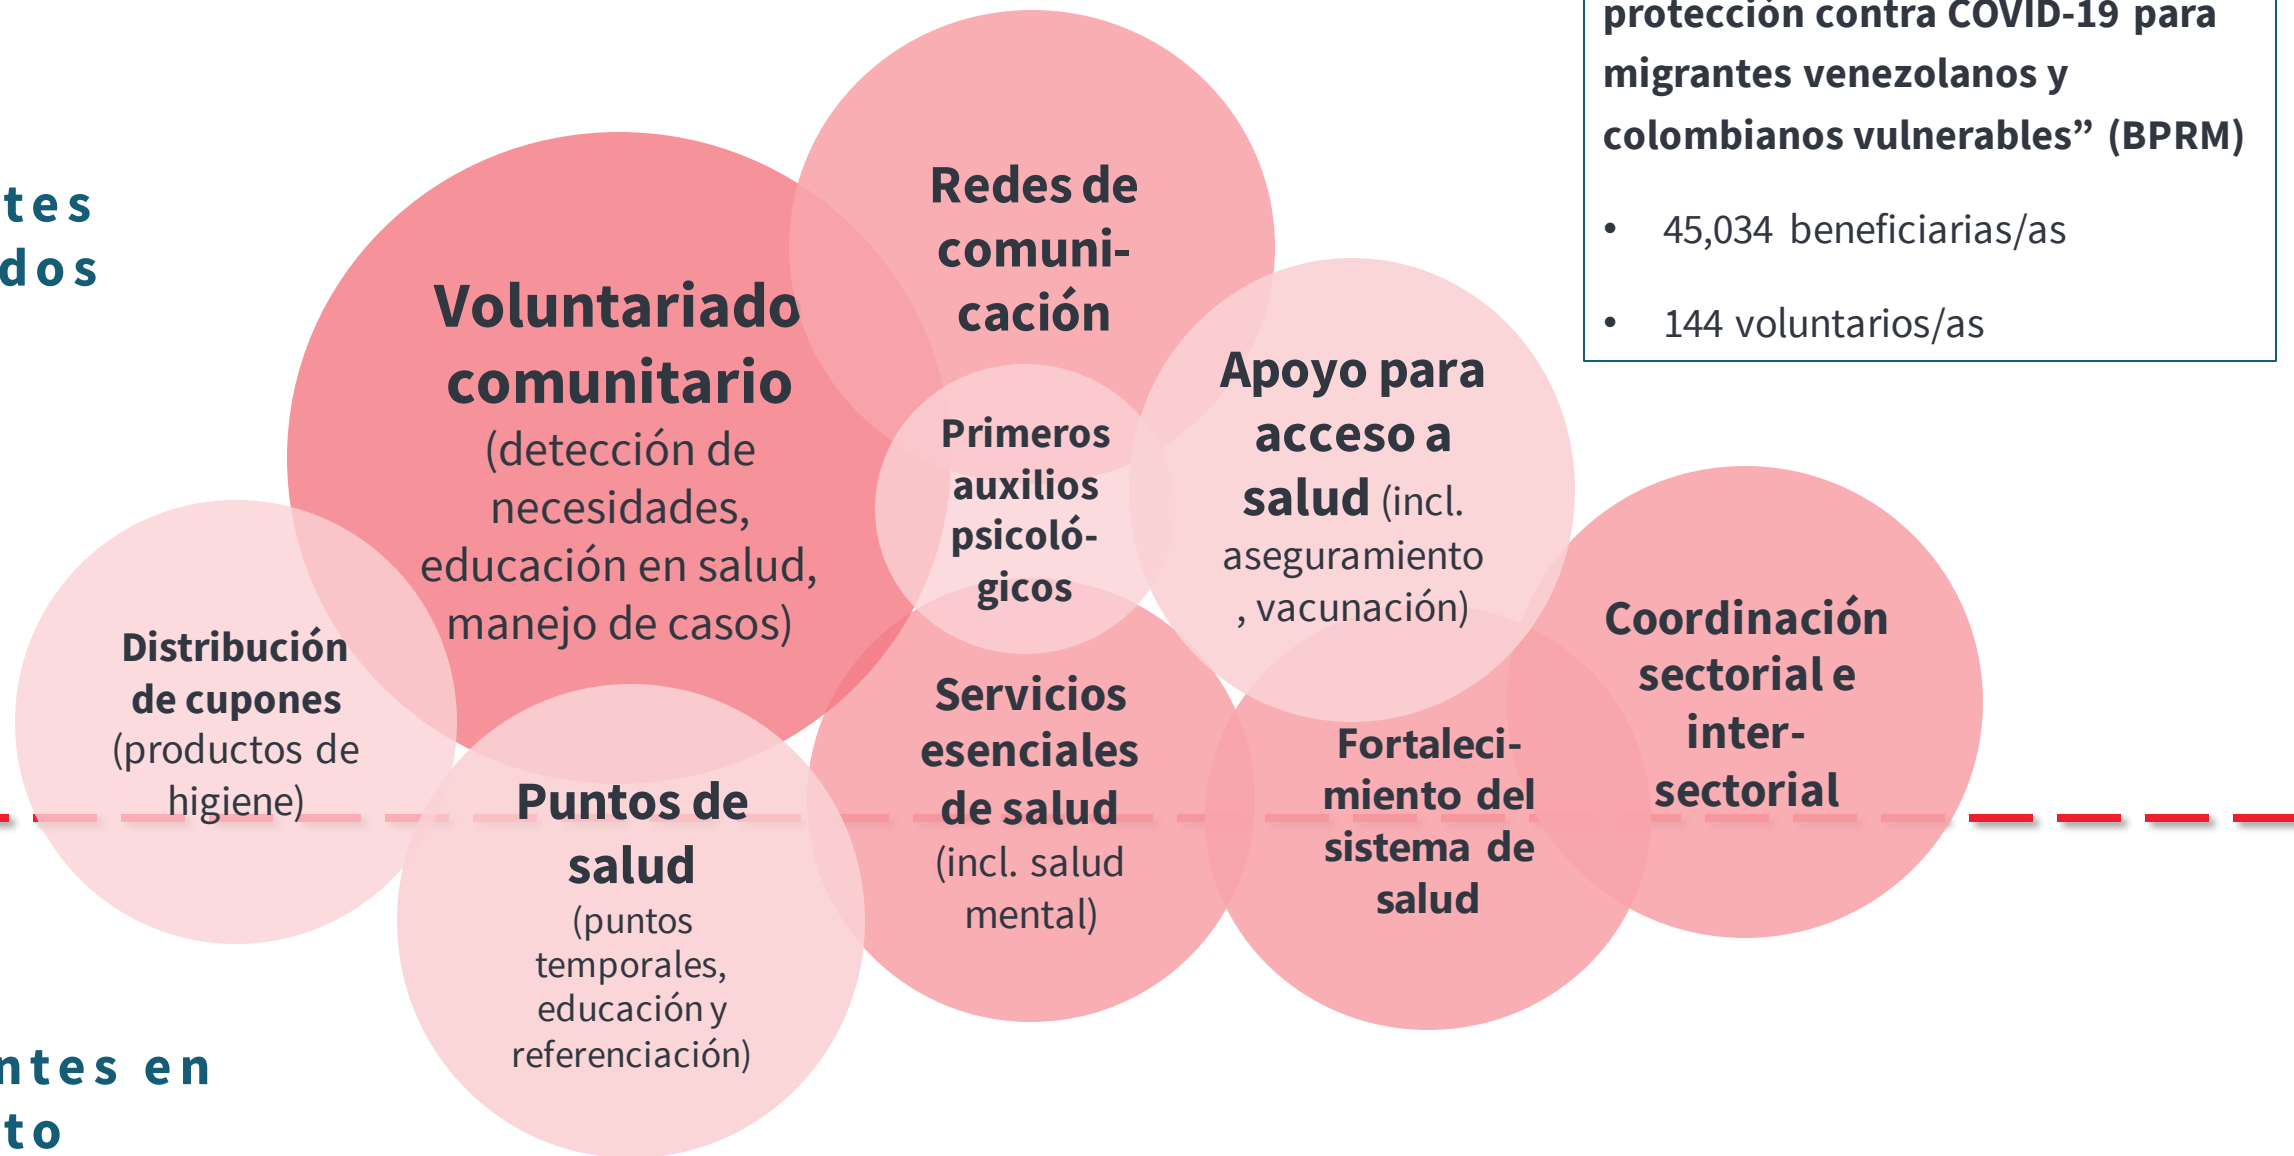 protección contra COVID-19 para
migrantes venezolanos y
colombianos vulnerables” (BPRM)
• 45,034 beneficiarias/as
• 144 voluntarios/as
tes
dos
Redes de
comuni-
cación
Voluntariado
comunitario
(detección de
necesidades,
educación en salud,
manejo de casos)
Primeros
auxilios
psicoló-
gicos
Apoyo para
acceso a
salud (incl.
aseguramiento
, vacunación)
Distribución
de cupones
(productos de
higiene)
Puntos de
salud
(puntos
temporales,
educación y
referenciación)
Servicios
esenciales
de salud
(incl. salud
mental)
Fortaleci-
miento del
sistema de
salud
Coordinación
sectorial e
inter-
sectorial
ntes en
to